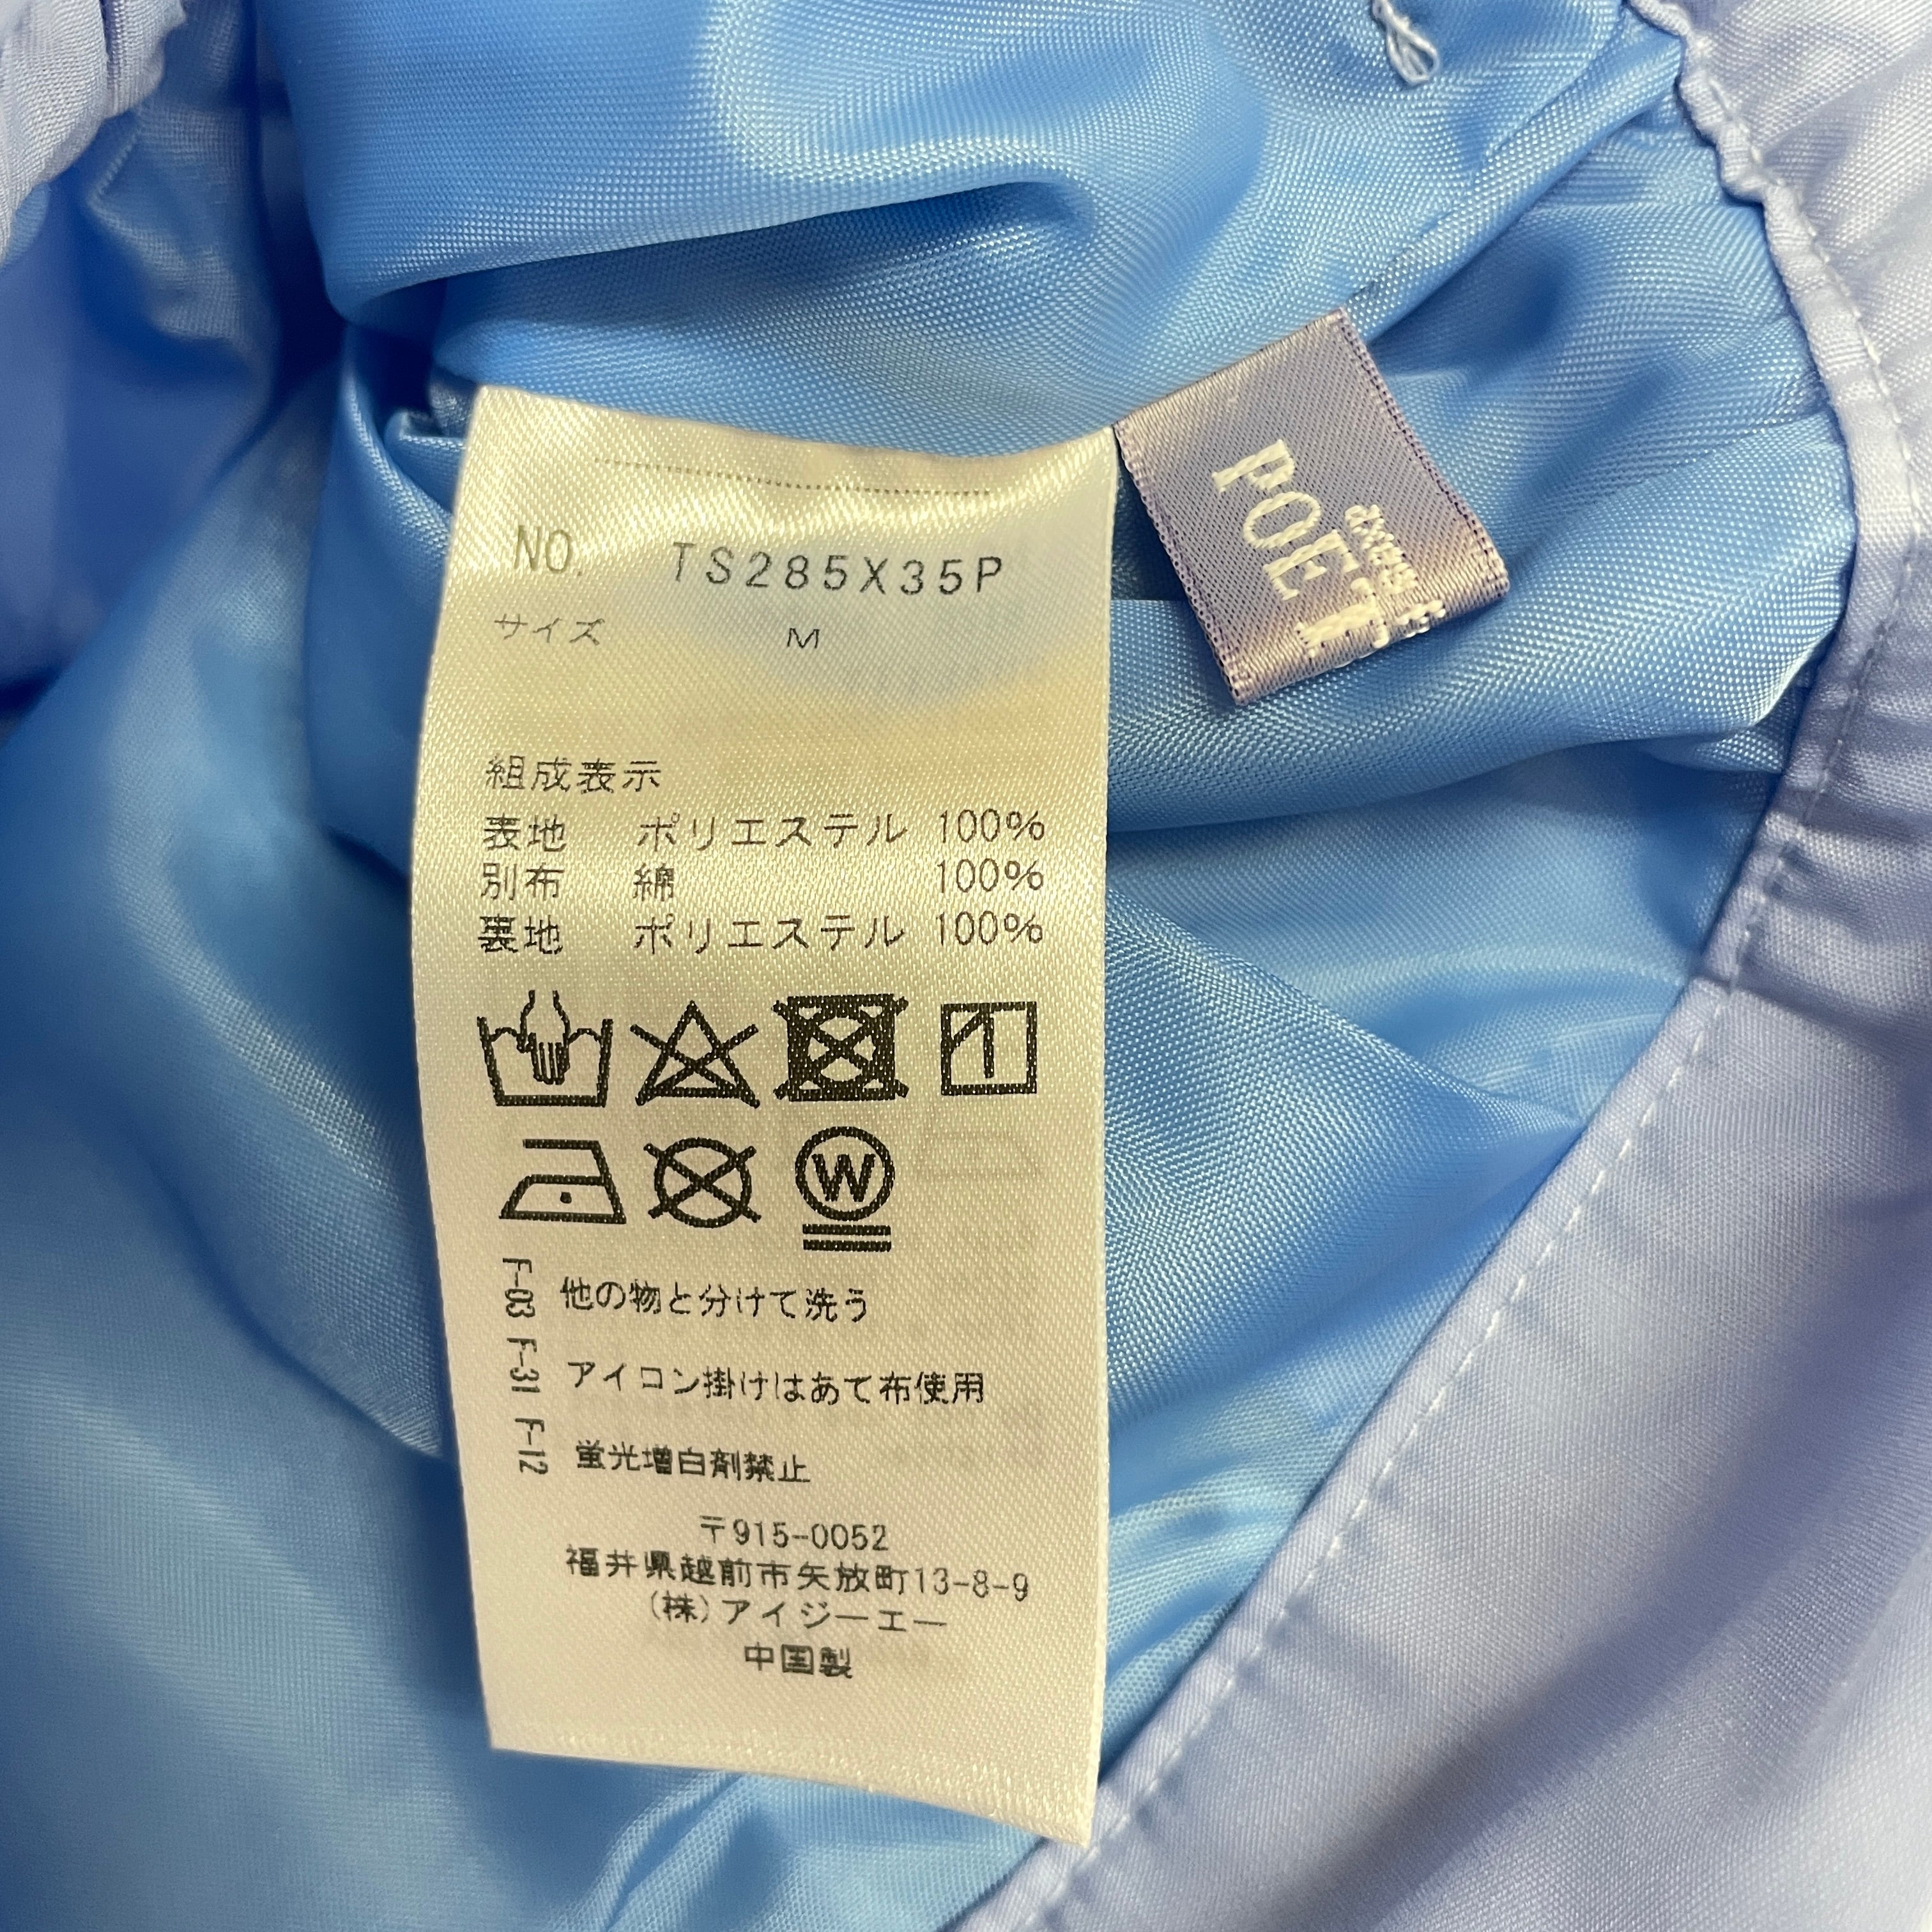 NO. TS285X35P
サイズ M
組成表示
表地 ポリエステル 100%
別布 綿 100%
裏地 ポリエステル 100%
W
F-03 他の物と分けて洗う
F-31 アイロン掛けはあて布使用
F-12 蛍光増白剤禁止
〒915-0052
福井県越前市矢放町13-8-9
(株)アイジーエー
中国製
axes
POET